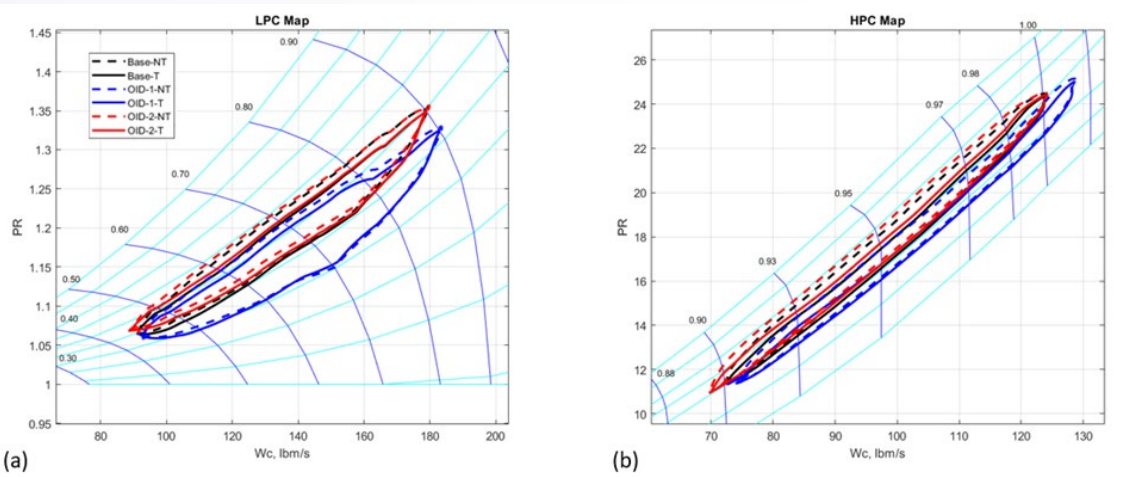 LPC Map
1.45
1.4
1.35
1.3
1.25
1.2
1.15
1.1
1.05
1
0.95
PR
80 100 120 140 160 180 200
Wc, lbm/s
Base-NT
Base-T
OID-1-NT
OID-1-T
OID-2-NT
OID-2-T
0.90
0.80
0.70
0.60
0.50
0.40
0.30
(a)
HPC Map
26
24
22
20
18
16
14
12
10
PR
70 80 90 100 110 120 130
Wc, lbm/s
1.00
0.98
0.97
0.95
0.93
0.90
0.88
(b)